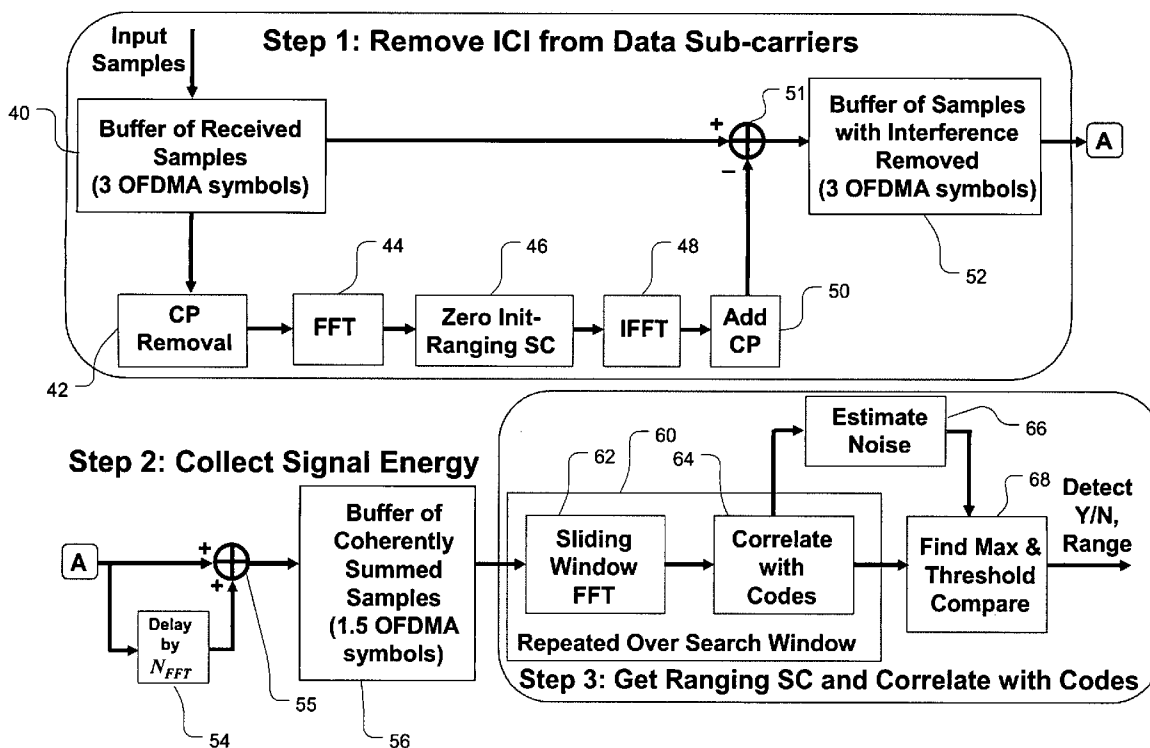 Step 1: Remove ICI from Data Sub-carriers
Input
Samples
40
Buffer of Received
Samples
(3 OFDMA symbols)
+
51
−
Buffer of Samples
with Interference
Removed
(3 OFDMA symbols)
A
52
44
46
48
50
CP
Removal
FFT
Zero Init-
Ranging SC
IFFT
Add
CP
42
Step 2: Collect Signal Energy
A
+
+
Delay
by
N_FFT
54
55
Buffer of
Coherently
Summed
Samples
(1.5 OFDMA
symbols)
56
60
62
64
Estimate
Noise
66
68
Sliding
Window
FFT
Correlate
with
Codes
Repeated Over Search Window
Find Max &
Threshold
Compare
Detect
Y/N,
Range
Step 3: Get Ranging SC and Correlate with Codes